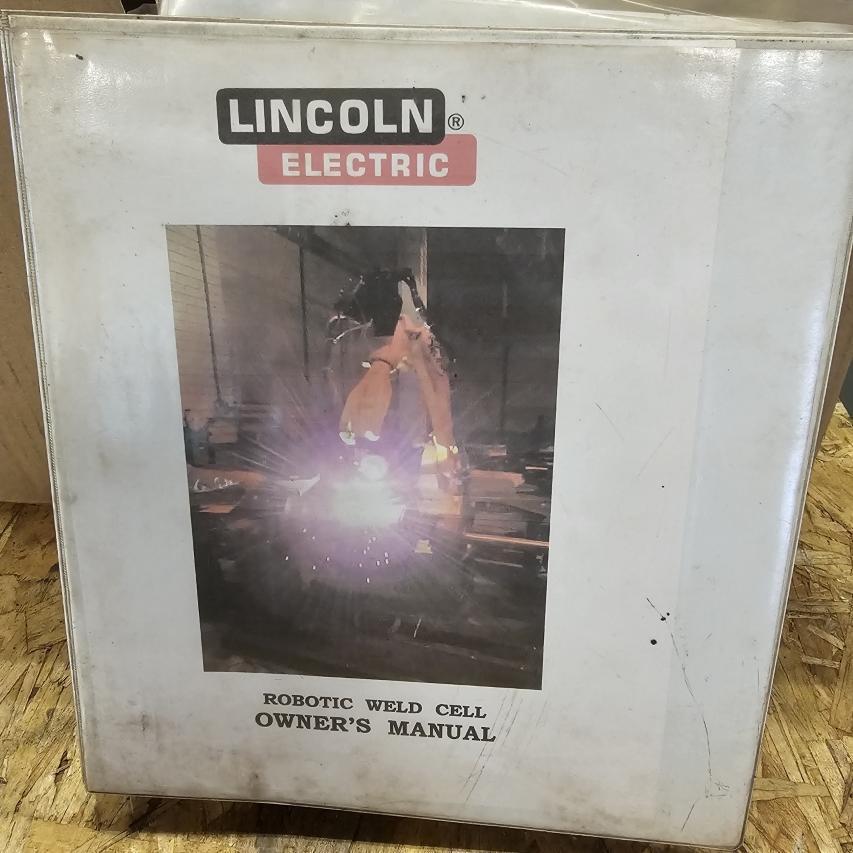 LINCOLN®
ELECTRIC
ROBOTIC WELD CELL
OWNER'S MANUAL